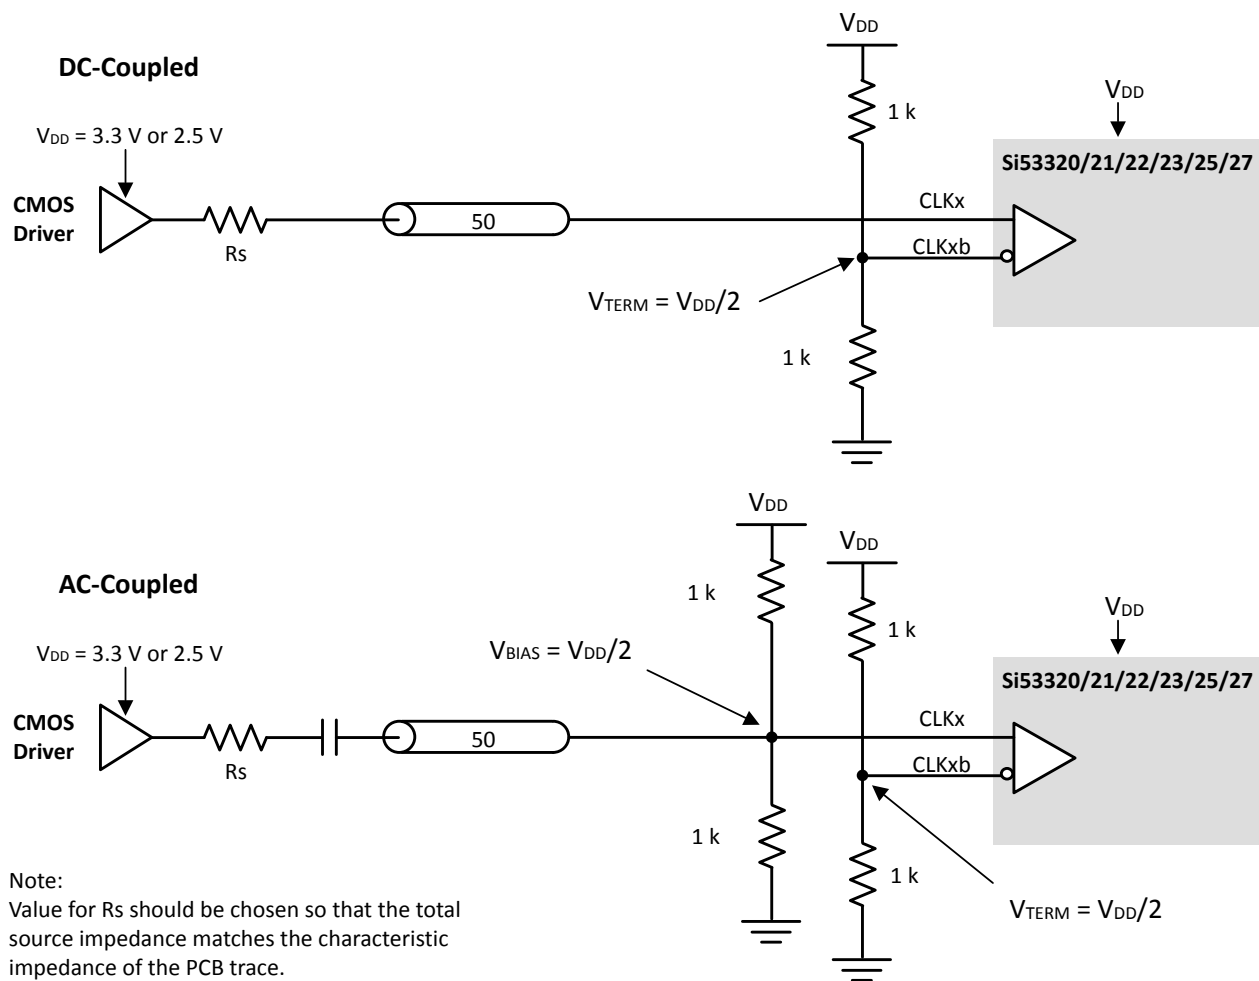 DC-Coupled
VDD = 3.3 V or 2.5 V
CMOS
Driver
Rs
50
VDD
1 k
VDD
Si53320/21/22/23/25/27
CLKx
CLKxb
VTERM = VDD/2
1 k
AC-Coupled
VDD = 3.3 V or 2.5 V
CMOS
Driver
Rs
50
VDD
VDD
1 k
1 k
VBIAS = VDD/2
VDD
Si53320/21/22/23/25/27
CLKx
CLKxb
1 k
1 k
VTERM = VDD/2
Note:
Value for Rs should be chosen so that the total
source impedance matches the characteristic
impedance of the PCB trace.